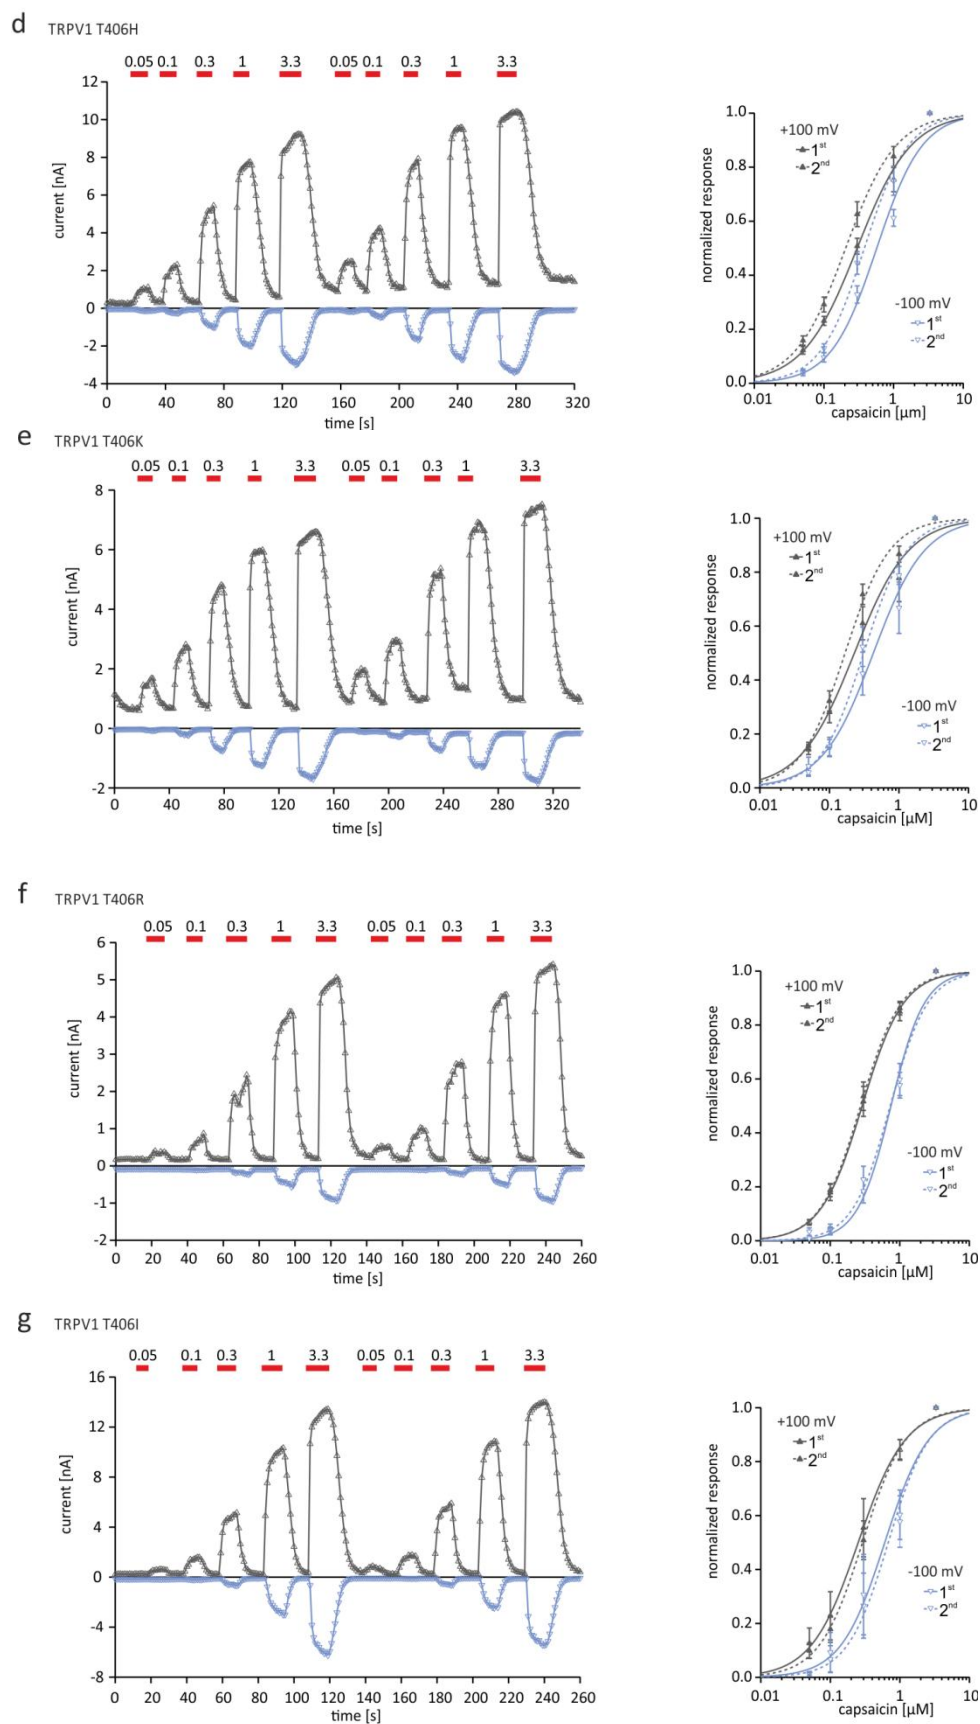 d TRPV1 T406H
0.05 0.1 0.3 1 3.3 0.05 0.1 0.3 1 3.3
12
10
8
6
4
2
0
-2
-4
current [nA]
0 40 80 120 160 200 240 280 320
time [s]
1.0
0.8
0.6
0.4
0.2
0.0
normalized response
+100 mV
1st
2nd
-100 mV
1st
2nd
0.01 0.1 1 10
capsaicin [µm]
e TRPV1 T406K
0.05 0.1 0.3 1 3.3 0.05 0.1 0.3 1 3.3
8
6
4
2
0
-2
current [nA]
0 40 80 120 160 200 240 280 320
time [s]
1.0
0.8
0.6
0.4
0.2
0.0
normalized response
+100 mV
1st
2nd
-100 mV
1st
2nd
0.01 0.1 1 10
capsaicin [µM]
f TRPV1 T406R
0.05 0.1 0.3 1 3.3 0.05 0.1 0.3 1 3.3
6
5
4
3
2
1
0
-1
-2
current [nA]
0 20 40 60 80 100 120 140 160 180 200 220 240 260
time [s]
1.0
0.8
0.6
0.4
0.2
0.0
normalized response
+100 mV
1st
2nd
-100 mV
1st
2nd
0.01 0.1 1 10
capsaicin [µM]
g TRPV1 T406I
0.05 0.1 0.3 1 3.3 0.05 0.1 0.3 1 3.3
16
12
8
4
0
-4
-8
current [nA]
0 20 40 60 80 100 120 140 160 180 200 220 240 260
time [s]
1.0
0.8
0.6
0.4
0.2
0.0
normalized response
+100 mV
1st
2nd
-100 mV
1st
2nd
0.01 0.1 1 10
capsaicin [µM]